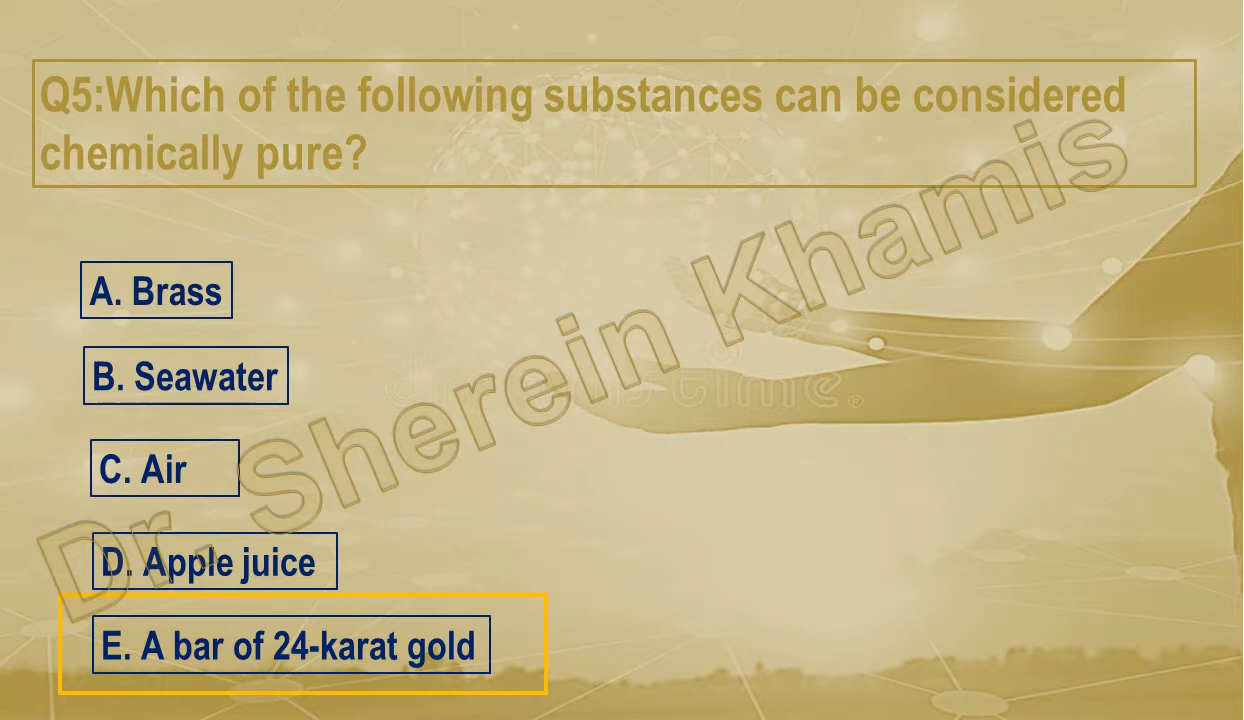 Q5:Which of the following substances can be considered
chemically pure?
A. Brass
B. Seawater
C. Air
D. Apple juice
E. A bar of 24-karat gold
Dr. Sherein Khamis